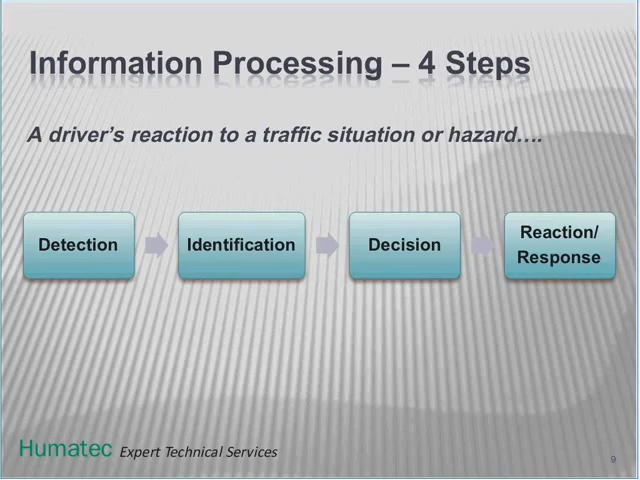 Information Processing – 4 Steps
A driver's reaction to a traffic situation or hazard….
Detection
Identification
Decision
Reaction/
Response
Humatec Expert Technical Services
9